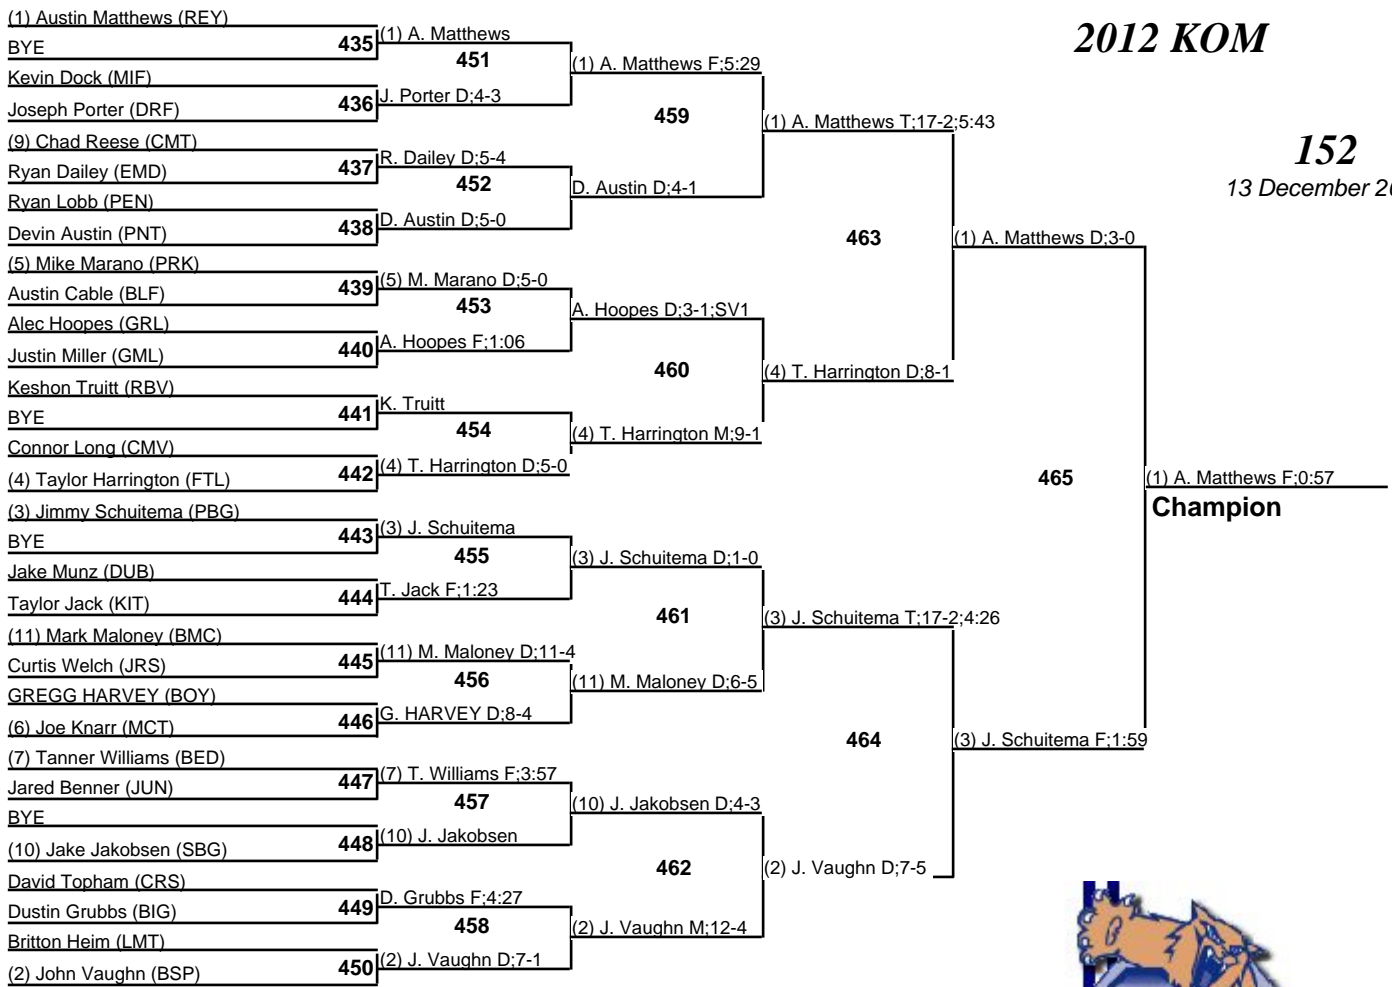 2012 KOM
152
13 December 20
(1) Austin Matthews (REY)
BYE
Kevin Dock (MIF)
Joseph Porter (DRF)
(9) Chad Reese (CMT)
Ryan Dailey (EMD)
Ryan Lobb (PEN)
Devin Austin (PNT)
(5) Mike Marano (PRK)
Austin Cable (BLF)
Alec Hoopes (GRL)
Justin Miller (GML)
Keshon Truitt (RBV)
BYE
Connor Long (CMV)
(4) Taylor Harrington (FTL)
(3) Jimmy Schuitema (PBG)
BYE
Jake Munz (DUB)
Taylor Jack (KIT)
(11) Mark Maloney (BMC)
Curtis Welch (JRS)
GREGG HARVEY (BOY)
(6) Joe Knarr (MCT)
(7) Tanner Williams (BED)
Jared Benner (JUN)
BYE
(10) Jake Jakobsen (SBG)
David Topham (CRS)
Dustin Grubbs (BIG)
Britton Heim (LMT)
(2) John Vaughn (BSP)
435
436
437
438
439
440
441
442
443
444
445
446
447
448
449
450
(1) A. Matthews
J. Porter D;4-3
R. Dailey D;5-4
D. Austin D;5-0
(5) M. Marano D;5-0
A. Hoopes F;1:06
K. Truitt
(4) T. Harrington D;5-0
(3) J. Schuitema
T. Jack F;1:23
(11) M. Maloney D;11-4
G. HARVEY D;8-4
(7) T. Williams F;3:57
(10) J. Jakobsen
D. Grubbs F;4:27
(2) J. Vaughn D;7-1
451
452
453
454
455
456
457
458
(1) A. Matthews F;5:29
D. Austin D;4-1
A. Hoopes D;3-1;SV1
(4) T. Harrington M;9-1
(3) J. Schuitema D;1-0
(11) M. Maloney D;6-5
(10) J. Jakobsen D;4-3
(2) J. Vaughn M;12-4
459
460
461
462
(1) A. Matthews T;17-2;5:43
(4) T. Harrington D;8-1
(3) J. Schuitema T;17-2;4:26
(2) J. Vaughn D;7-5
463
464
(1) A. Matthews D;3-0
(3) J. Schuitema F;1:59
465
(1) A. Matthews F;0:57
Champion